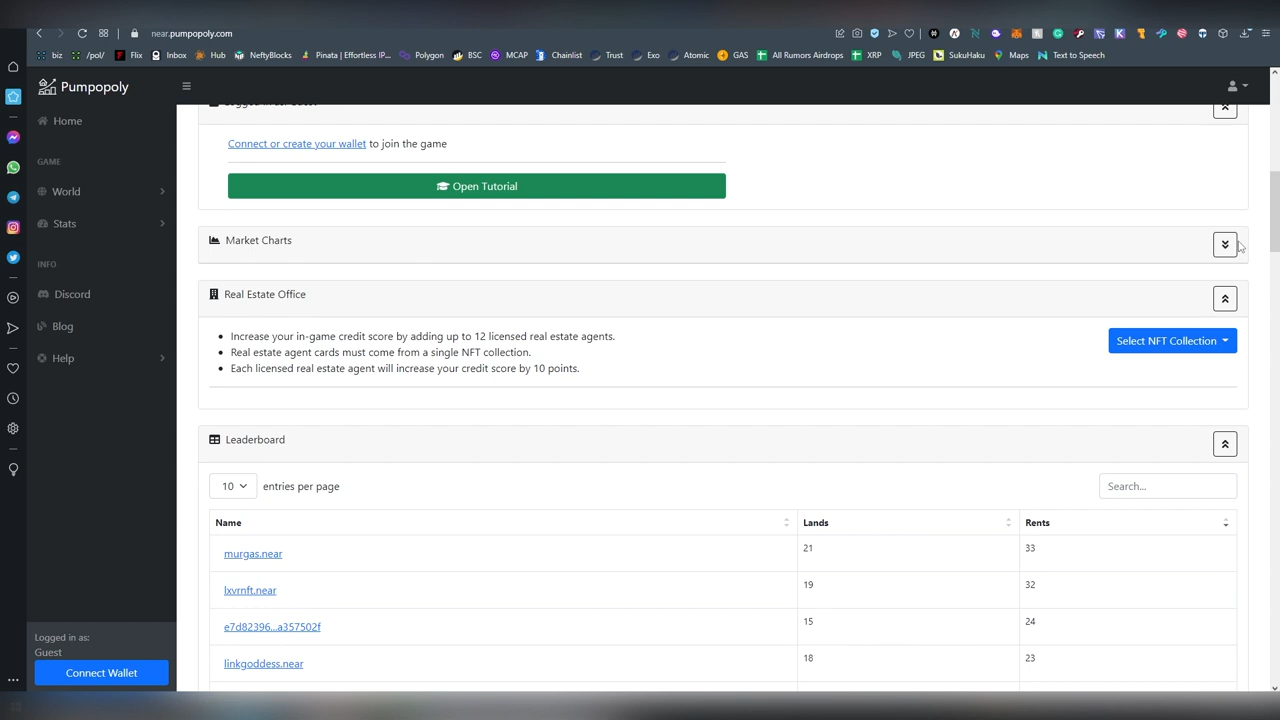 near.pumpopoly.com
biz
/pol/
Flix
Inbox
Hub
NeftyBlocks
Pinata | Effortless IP...
Polygon
BSC
MCAP
Chainlist
Trust
Exo
Atomic
GAS
All Rumors Airdrops
XRP
JPEG
SukuHaku
Maps
Text to Speech
Pumpopoly
Home
GAME
World
Stats
INFO
Discord
Blog
Help
Logged in as:
Guest
Connect Wallet
Connect or create your wallet to join the game
Open Tutorial
Market Charts
Real Estate Office
Increase your in-game credit score by adding up to 12 licensed real estate agents.
Real estate agent cards must come from a single NFT collection.
Each licensed real estate agent will increase your credit score by 10 points.
Select NFT Collection
Leaderboard
10 entries per page
Search...
Name Lands Rents
murgas.near 21 33
lxvrnft.near 19 32
e7d82396...a357502f 15 24
linkgoddess.near 18 23